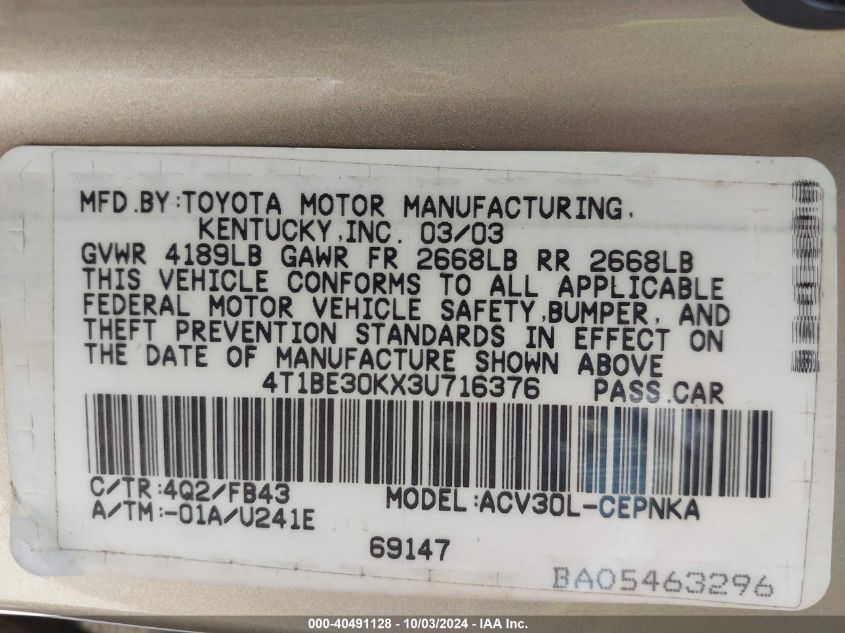 MFD.BY:TOYOTA MOTOR MANUFACTURING,
KENTUCKY,INC. 03/03
GVWR 4189LB GAWR FR 2668LB RR 2668LB
THIS VEHICLE CONFORMS TO ALL APPLICABLE
FEDERAL MOTOR VEHICLE SAFETY,BUMPER, AND
THEFT PREVENTION STANDARDS IN EFFECT ON
THE DATE OF MANUFACTURE SHOWN ABOVE
4T1BE30KX3U716376 PASS.CAR
C/TR:4Q2/FB43 MODEL:ACV30L-CEPNKA
A/TM:-01A/U241E
69147
BA05463296
000-40491128 - 10/03/2024 - IAA Inc.